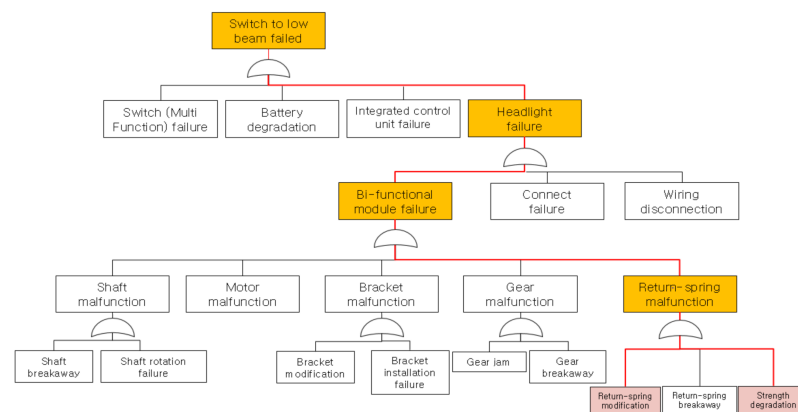 Switch to low
beam failed
Switch (Multi
Function) failure
Battery
degradation
Integrated control
unit failure
Headlight
failure
Bi-functional
module failure
Connect
failure
Wiring
disconnection
Shaft
malfunction
Motor
malfunction
Bracket
malfunction
Gear
malfunction
Return-spring
malfunction
Shaft
breakaway
Shaft rotation
failure
Bracket
modification
Bracket
installation
failure
Gear jam
Gear
breakaway
Return-spring
modification
Return-spring
breakaway
Strength
degradation